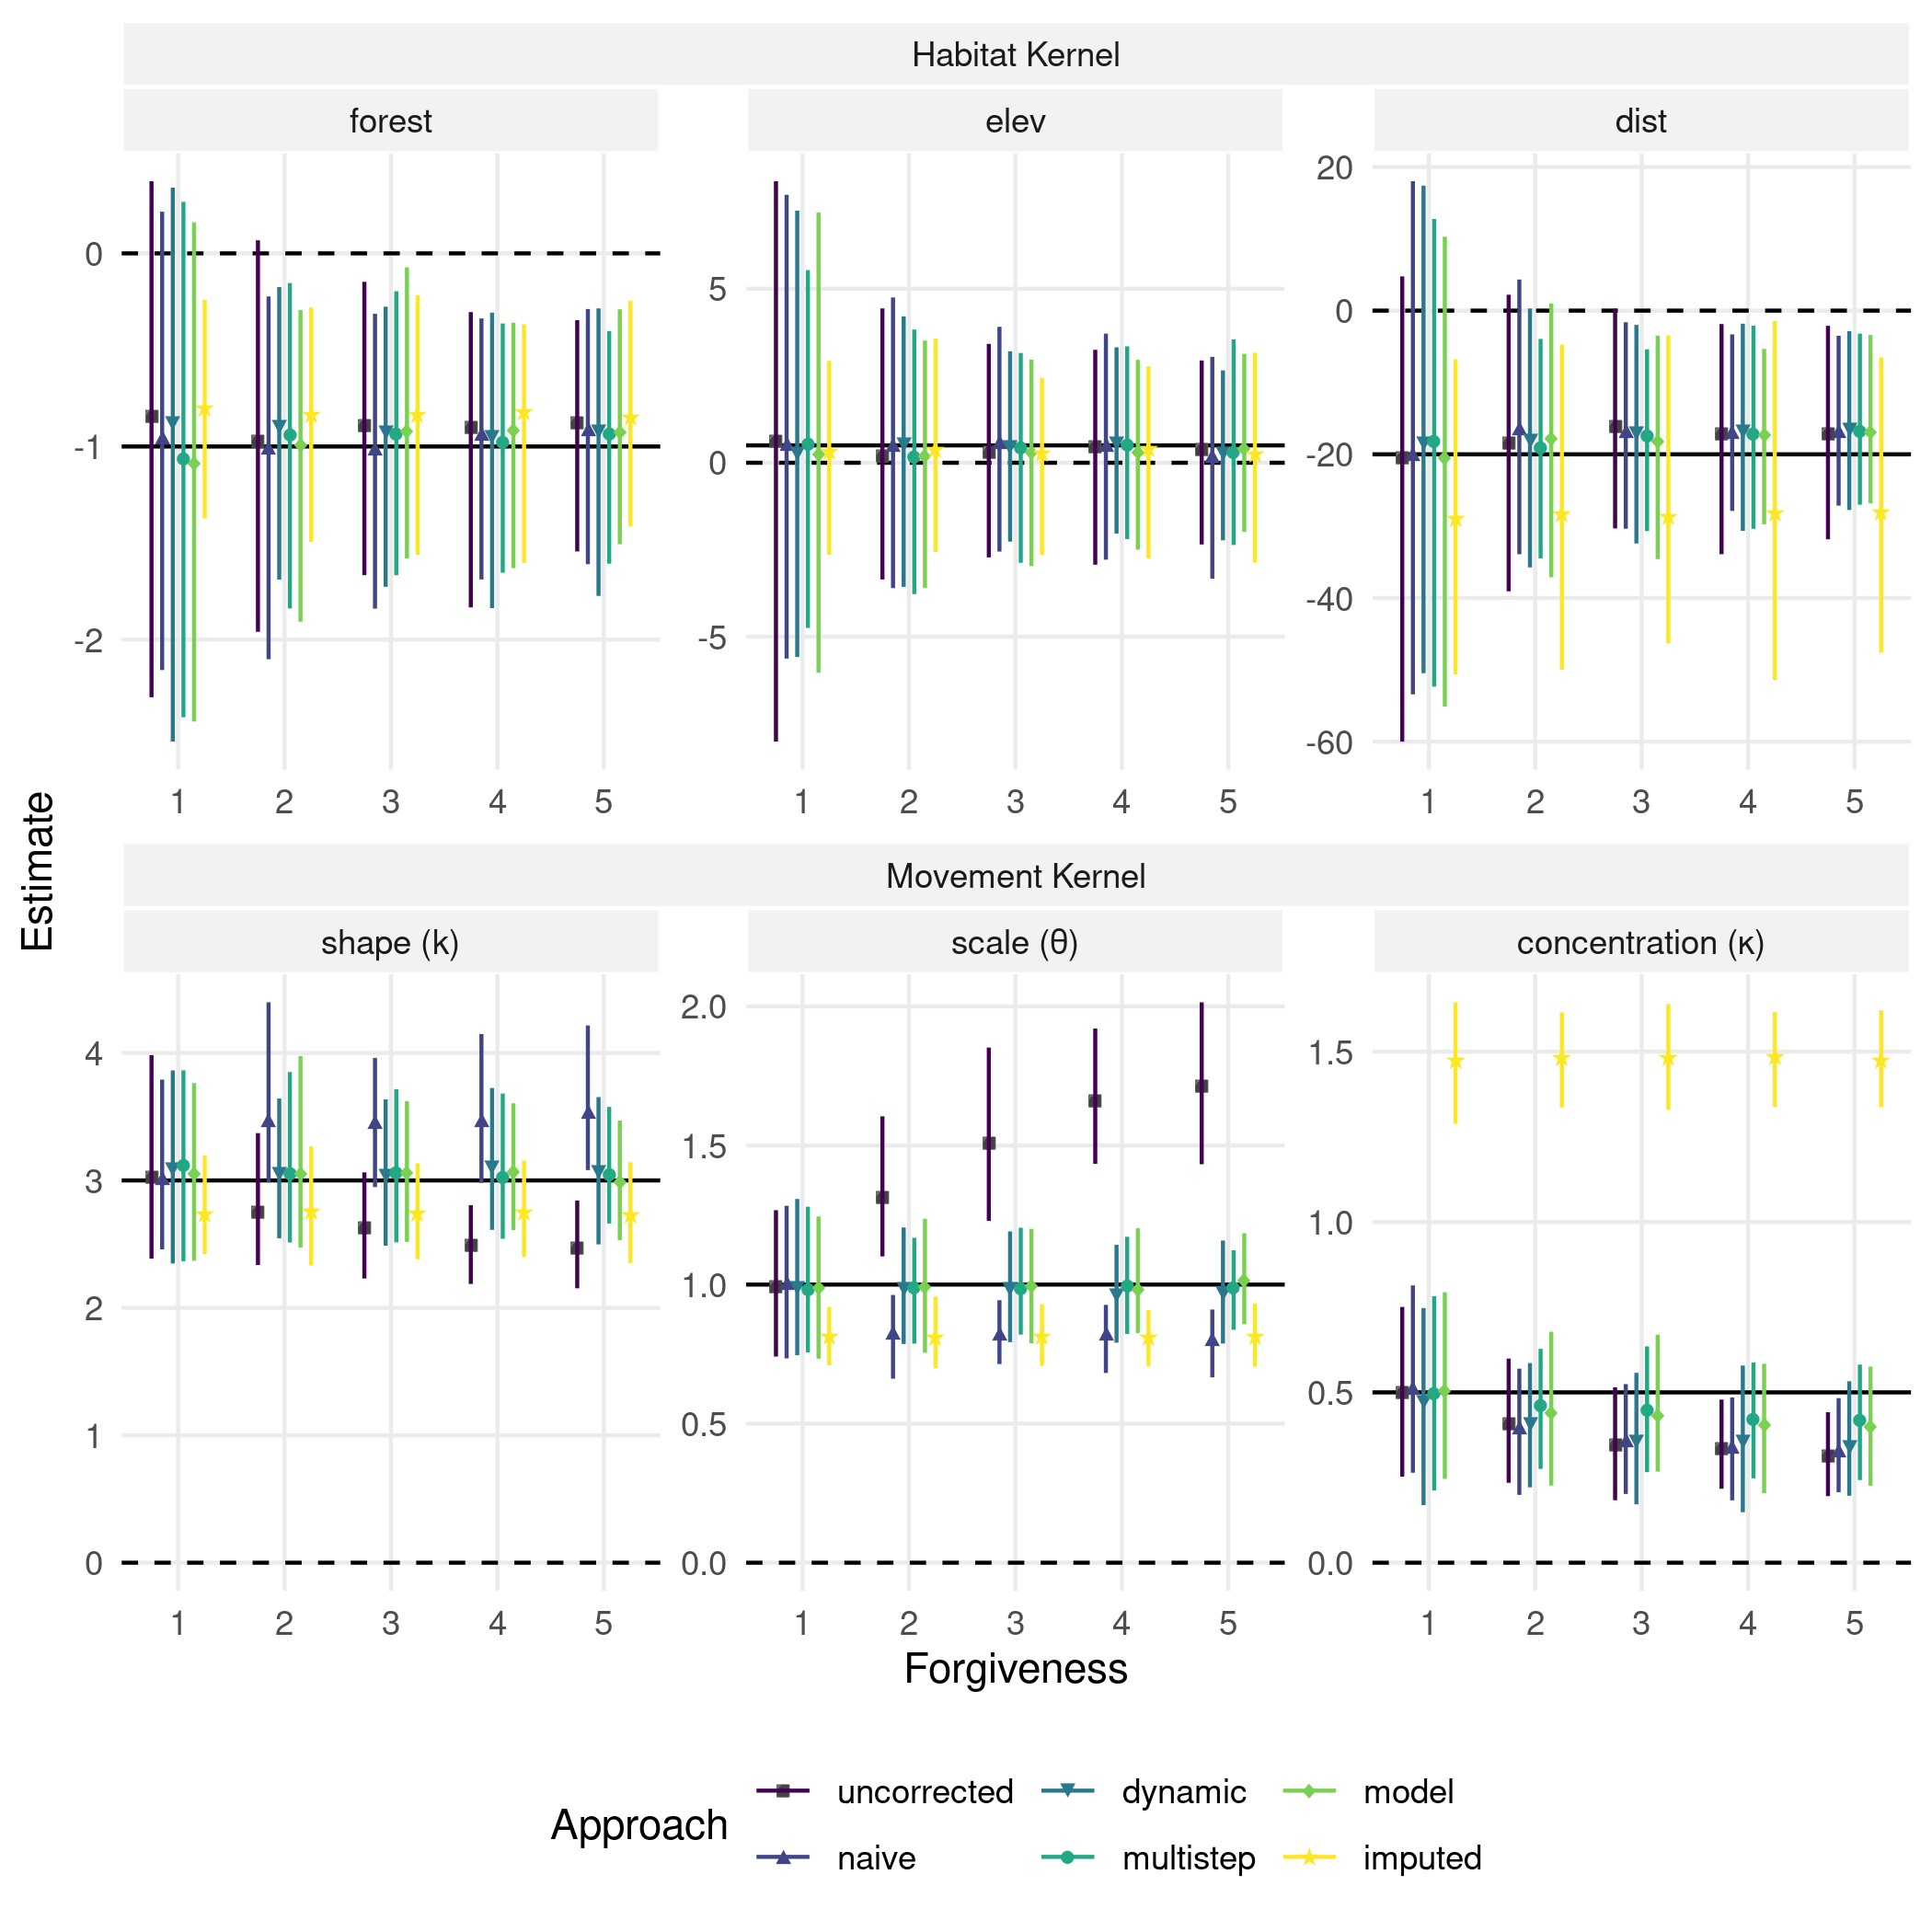 Habitat Kernel
forest elev dist
0
-1
-2
5
0
-5
20
0
-20
-40
-60
1 2 3 4 5 1 2 3 4 5 1 2 3 4 5
Estimate
Movement Kernel
shape (k) scale (θ) concentration (κ)
4
3
2
1
0
2.0
1.5
1.0
0.5
0.0
1.5
1.0
0.5
0.0
1 2 3 4 5 1 2 3 4 5 1 2 3 4 5
Forgiveness
Approach
uncorrected dynamic model
naive multistep imputed